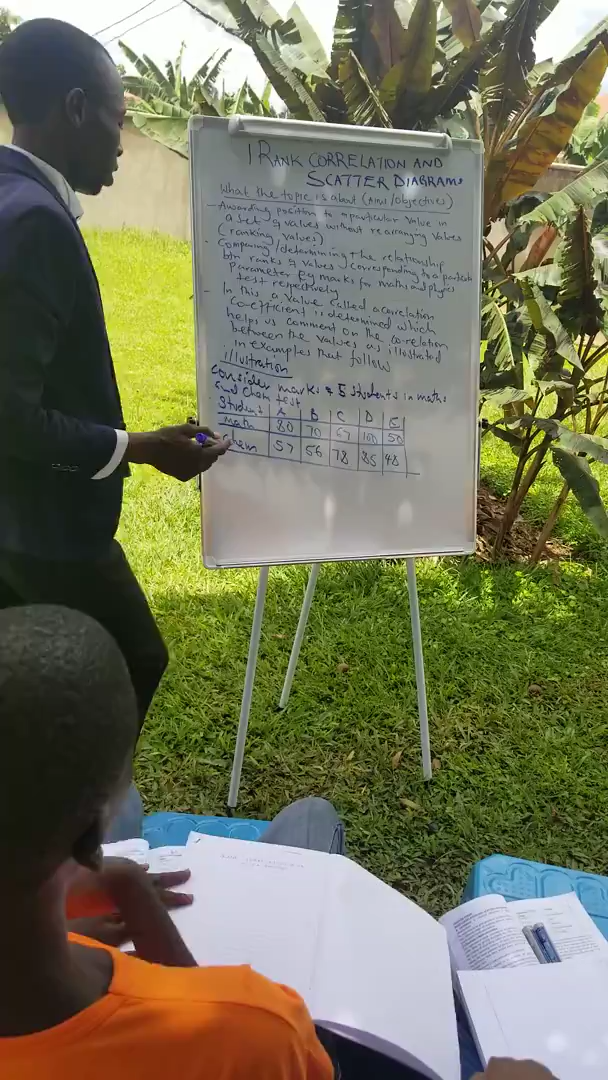 1 RANK CORRELATION AND
SCATTER DIAGRAMS
What the topic is about (Aims/Objectives)
- Awarding position to a particular value in
a set of values without rearranging values
(ranking values)
- Comparing/determining the relationship
btn ranks of values corresponding to a particular
Parameter Eg marks for maths and physics
test respectively
- In this a value called a correlation
Co-efficient is determined which
helps us comment on the correlation
between the values as illustrated
in examples that follow
illustration
Consider marks of 5 students in maths
and Chem test
Student A B C D E
math 80 70 67 100 50
Chem 57 56 78 85 48